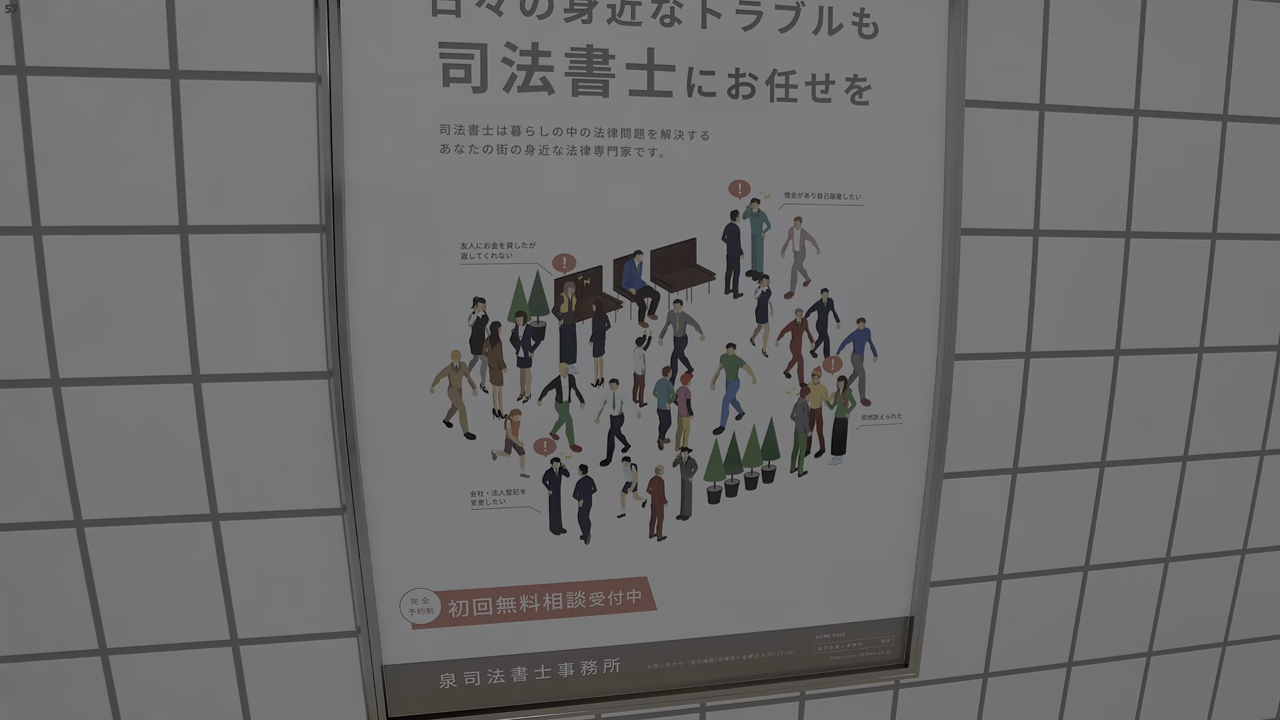 57
日々の身近なトラブルも
司法書士にお任せを
司法書士は暮らしの中の法律問題を解決する
あなたの街の身近な法律専門家です。
借金があり自己破産したい
友人にお金を貸したが
返してくれない
突然訴えられた
会社・法人登記を
変更したい
完全
予約制
初回無料相談受付中
泉司法書士事務所
HOME PAGE